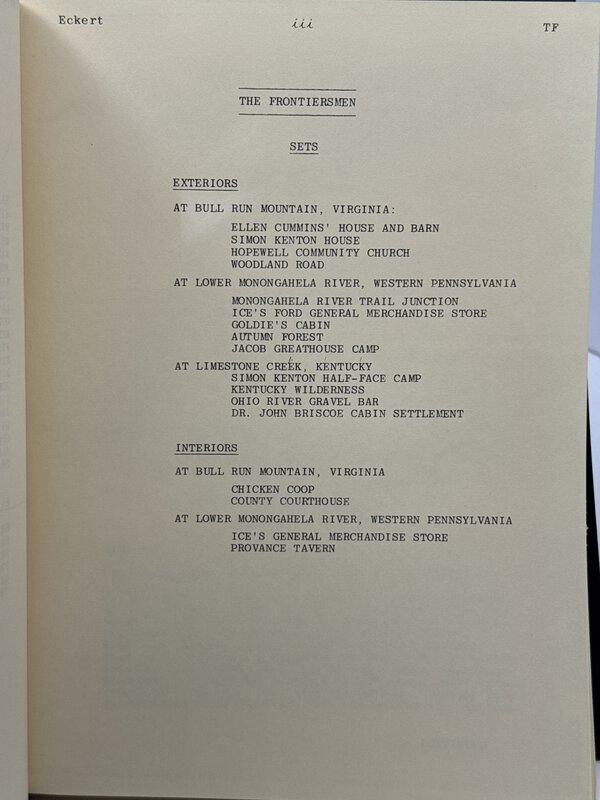 Eckert iii TF
THE FRONTIERSMEN
SETS
EXTERIORS
AT BULL RUN MOUNTAIN, VIRGINIA:
ELLEN CUMMINS' HOUSE AND BARN
SIMON KENTON HOUSE
HOPEWELL COMMUNITY CHURCH
WOODLAND ROAD
AT LOWER MONONGAHELA RIVER, WESTERN PENNSYLVANIA
MONONGAHELA RIVER TRAIL JUNCTION
ICE'S FORD GENERAL MERCHANDISE STORE
GOLDIE'S CABIN
AUTUMN FOREST
JACOB GREATHOUSE CAMP
AT LIMESTONE CREEK, KENTUCKY
SIMON KENTON HALF-FACE CAMP
KENTUCKY WILDERNESS
OHIO RIVER GRAVEL BAR
DR. JOHN BRISCOE CABIN SETTLEMENT
INTERIORS
AT BULL RUN MOUNTAIN, VIRGINIA
CHICKEN COOP
COUNTY COURTHOUSE
AT LOWER MONONGAHELA RIVER, WESTERN PENNSYLVANIA
ICE'S GENERAL MERCHANDISE STORE
PROVANCE TAVERN